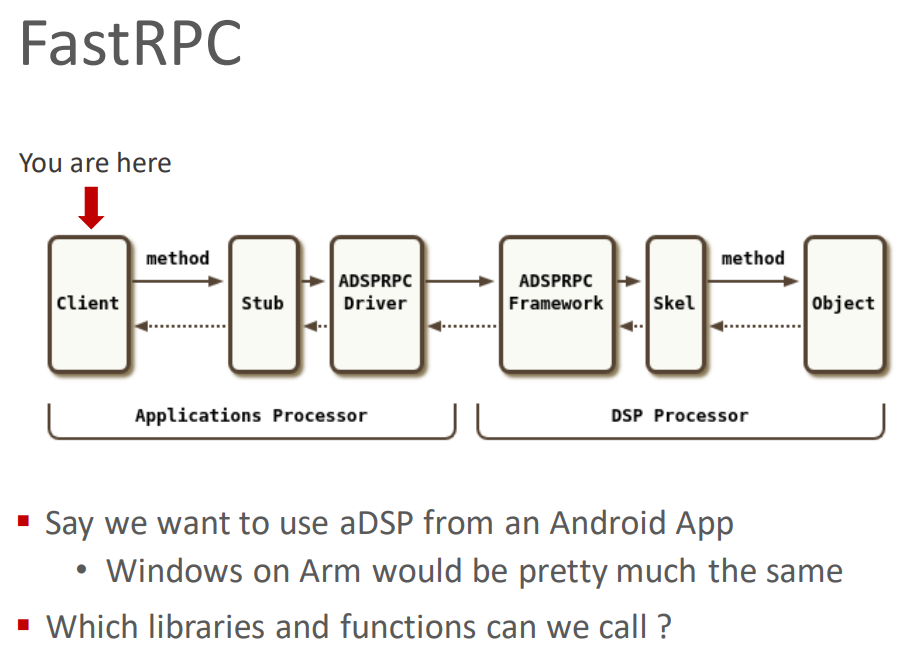 FastRPC
You are here
method
method
Client
Stub
ADSPRPC
Driver
ADSPRPC
Framework
Skel
Object
Applications Processor
DSP Processor
Say we want to use aDSP from an Android App
Windows on Arm would be pretty much the same
Which libraries and functions can we call ?